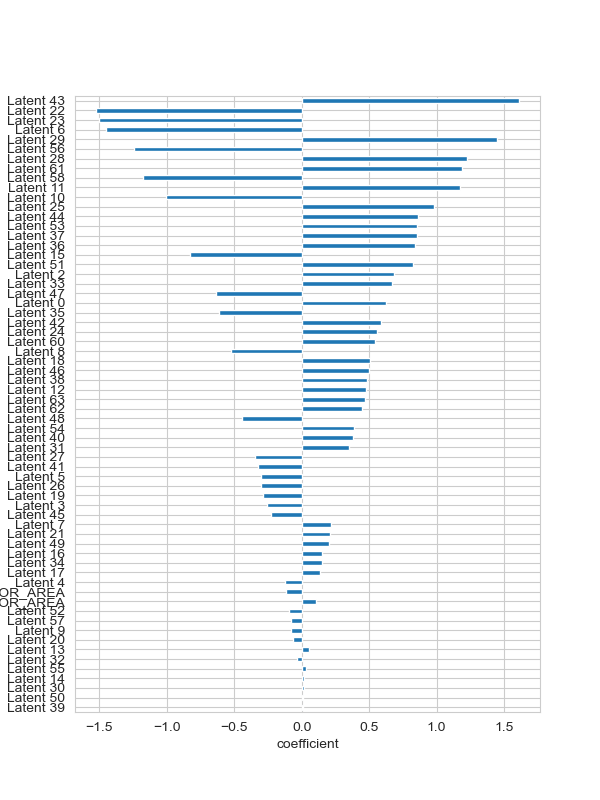 Latent 43
Latent 22
Latent 23
Latent 6
Latent 29
Latent 56
Latent 28
Latent 61
Latent 58
Latent 11
Latent 10
Latent 25
Latent 44
Latent 53
Latent 37
Latent 36
Latent 15
Latent 51
Latent 2
Latent 33
Latent 47
Latent 0
Latent 35
Latent 42
Latent 24
Latent 60
Latent 8
Latent 18
Latent 46
Latent 38
Latent 12
Latent 63
Latent 62
Latent 48
Latent 54
Latent 40
Latent 31
Latent 27
Latent 41
Latent 5
Latent 26
Latent 19
Latent 3
Latent 45
Latent 7
Latent 21
Latent 49
Latent 16
Latent 34
Latent 17
Latent 4
OR_AREA
OR_AREA
Latent 52
Latent 57
Latent 9
Latent 20
Latent 13
Latent 32
Latent 55
Latent 14
Latent 30
Latent 50
Latent 39
−1.5 −1.0 −0.5 0.0 0.5 1.0 1.5
coefficient